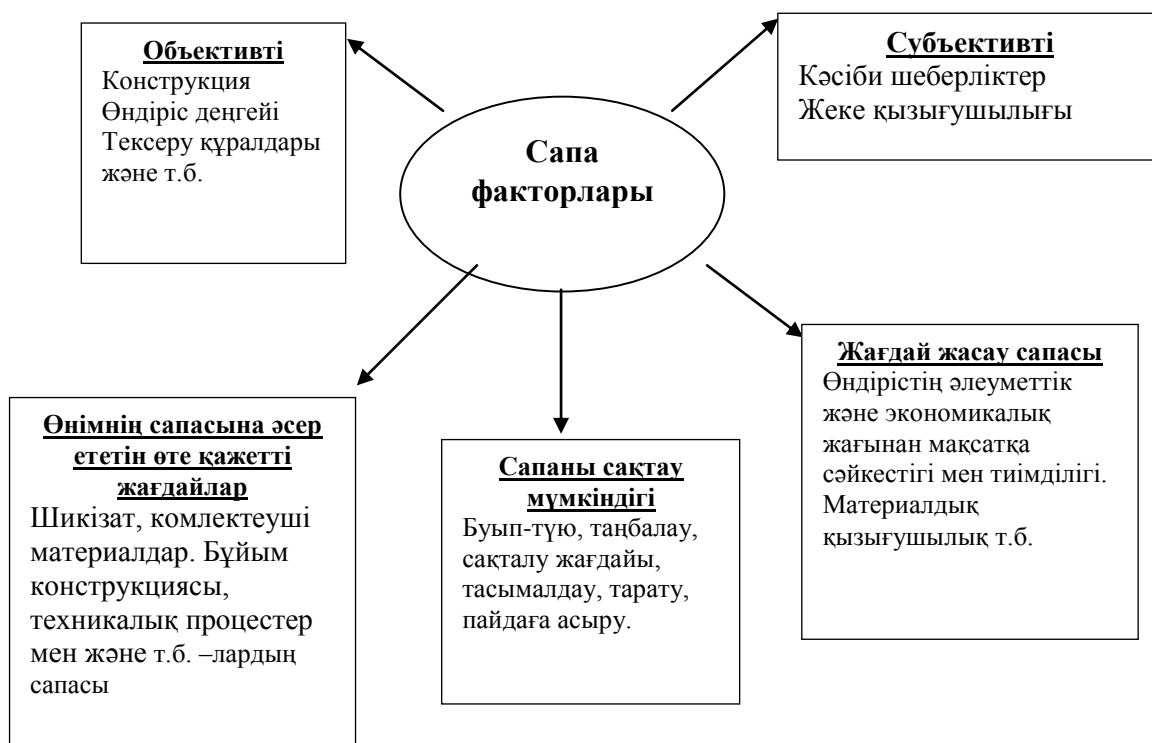 Объективті
Конструкция
Өндіріс деңгейі
Тексеру құралдары
және т.б.
Субъективті
Кәсіби шеберліктер
Жеке қызығушылығы
Сапа
факторлары
Жағдай жасау сапасы
Өндірістің әлеуметтік
және экономикалық
жағынан мақсатқа
сәйкестігі мен тиімділігі.
Материалдық
қызығушылық т.б.
Өнімнің сапасына әсер
ететін өте қажетті
жағдайлар
Шикізат, комлектеуші
материалдар. Бұйым
конструкциясы,
техникалық процестер
мен және т.б. –лардың
сапасы
Сапаны сақтау
мүмкіндігі
Буып-түю, таңбалау,
сақталу жағдайы,
тасымалдау, тарату,
пайдаға асыру.